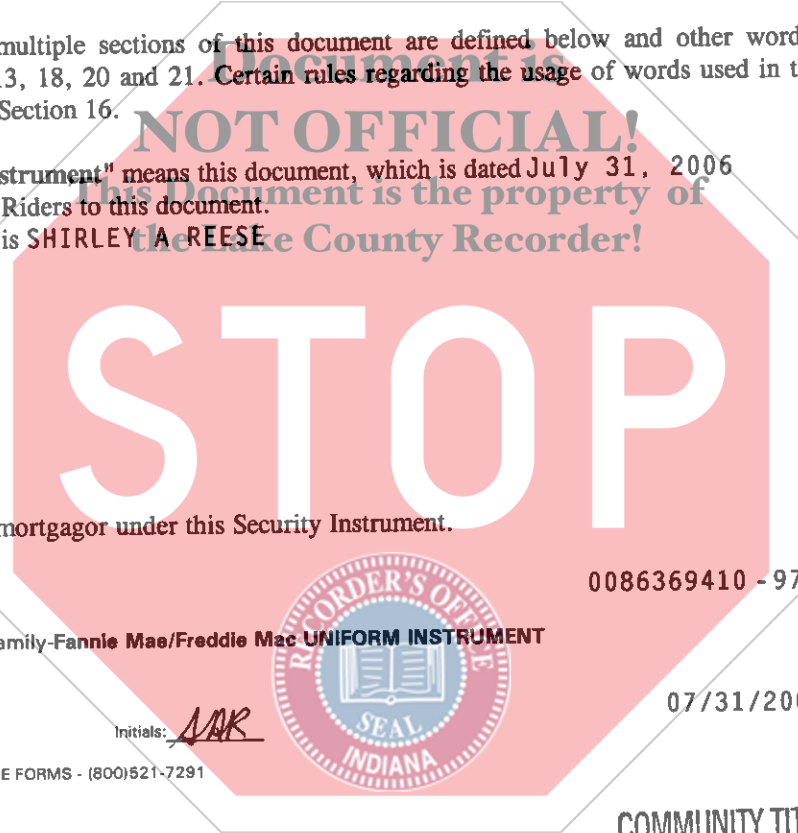 multiple sections of this document are defined below and other word
Document is
13, 18, 20 and 21. Certain rules regarding the usage of words used in t
Section 16.
NOT OFFICIAL!
strument" means this document, which is dated July 31, 2006
This Document is the property of
Riders to this document.
is SHIRLEY A REESE
the Lake County Recorder!
STOP
mortgagor under this Security Instrument.
0086369410 - 97
RECORDER'S OFFICE
amily-Fannie Mae/Freddie Mac UNIFORM INSTRUMENT
07/31/200
Initials: SAR
SEAL
INDIANA
E FORMS - (800)521-7291
COMMUNITY TIT